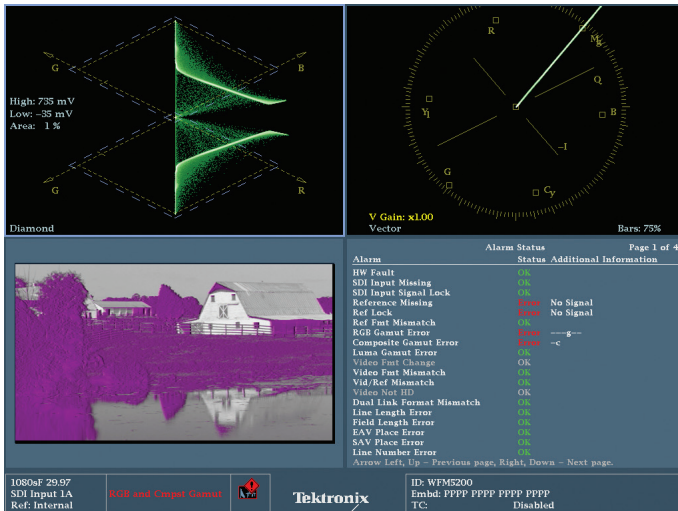 G
B
High: 735 mV
Low: –35 mV
Area: 1 %
G
R
Diamond
R
Mg
Q
Yl
B
–I
G
Cy
V Gain: x1.00
Vector
Bars: 75%
Alarm Status
Page 1 of 4
Alarm Status Additional Information
HW Fault OK
SDI Input Missing OK
SDI Input Signal Lock OK
Reference Missing No Signal
Ref Lock No Signal
Ref Fmt Mismatch OK
RGB Gamut Error –––g––
Composite Gamut Error –c
Luma Gamut Error OK
Video Fmt Change OK
Video Fmt Mismatch OK
Vid/Ref Mismatch OK
Video Not HD OK
Dual Link Format Mismatch OK
Line Length Error OK
Field Length Error OK
EAV Place Error OK
SAV Place Error OK
Line Number Error OK
Arrow Left, Up – Previous page, Right, Down – Next page.
1080sF 29.97
SDI Input 1A
Ref: Internal
RGB and Cmpst Gamut
Tektronix
ID: WFM5200
Embd: PPPP PPPP PPPP PPPP
TC: Disabled